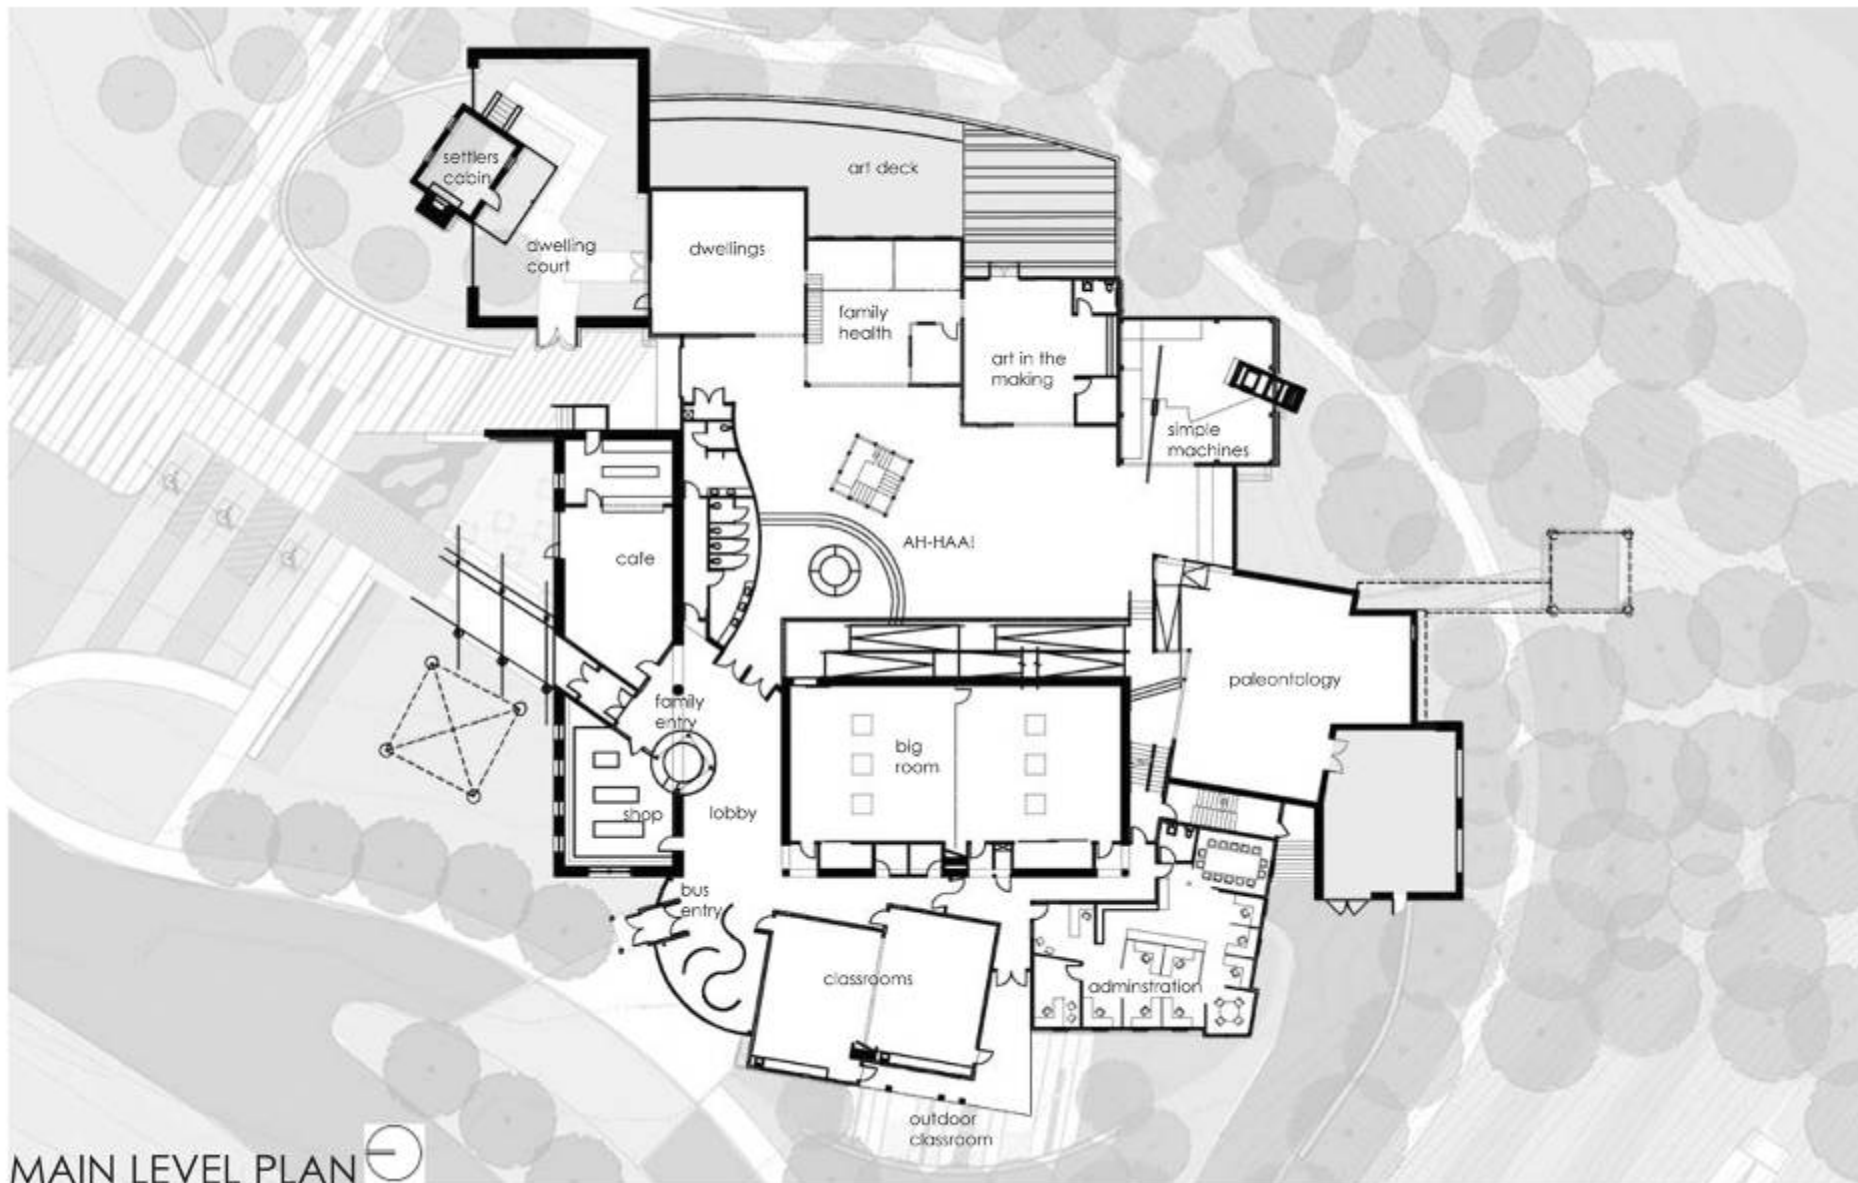 settlers
cabin
art deck
dwelling
court
dwellings
family
health
art in the
making
simple
machines
AH-HAA!
cafe
paleontology
family
entry
big
room
shop
lobby
bus
entry
classrooms
adminstration
outdoor
classroom
MAIN LEVEL PLAN